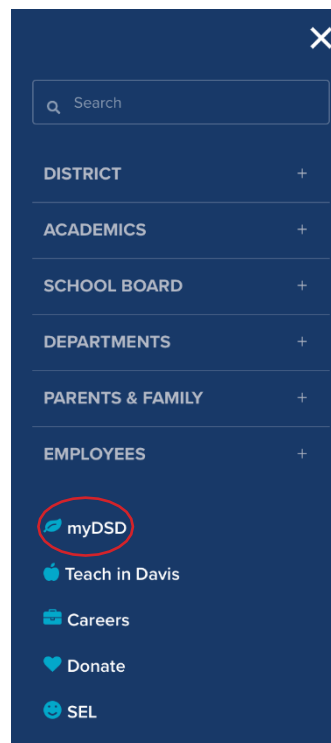 Search
DISTRICT +
ACADEMICS +
SCHOOL BOARD +
DEPARTMENTS +
PARENTS & FAMILY +
EMPLOYEES +
myDSD
Teach in Davis
Careers
Donate
SEL